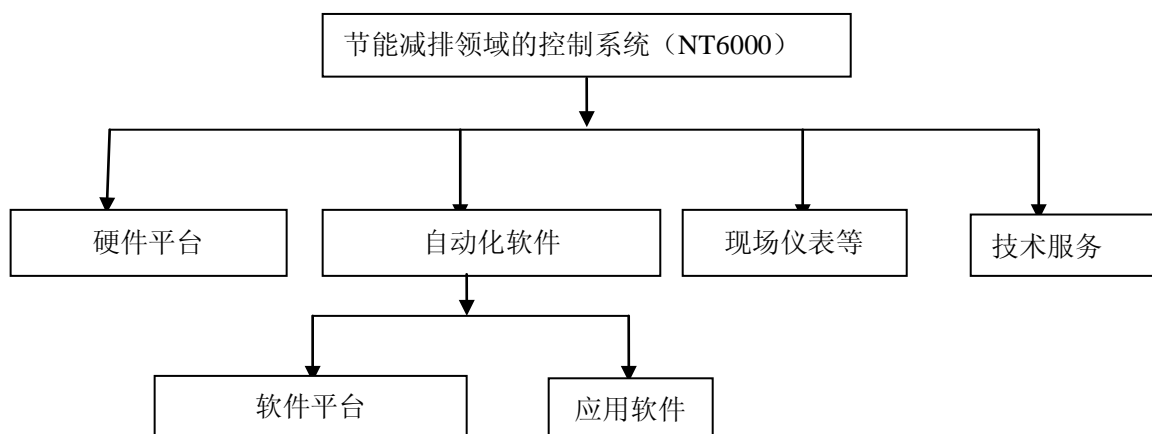 节能减排领域的控制系统（NT6000）
硬件平台
自动化软件
现场仪表等
技术服务
软件平台
应用软件